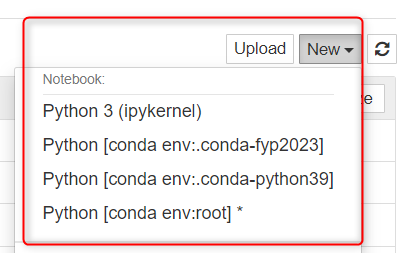 Upload New
Notebook:
Python 3 (ipykernel)
Python [conda env:.conda-fyp2023]
Python [conda env:.conda-python39]
Python [conda env:root] *